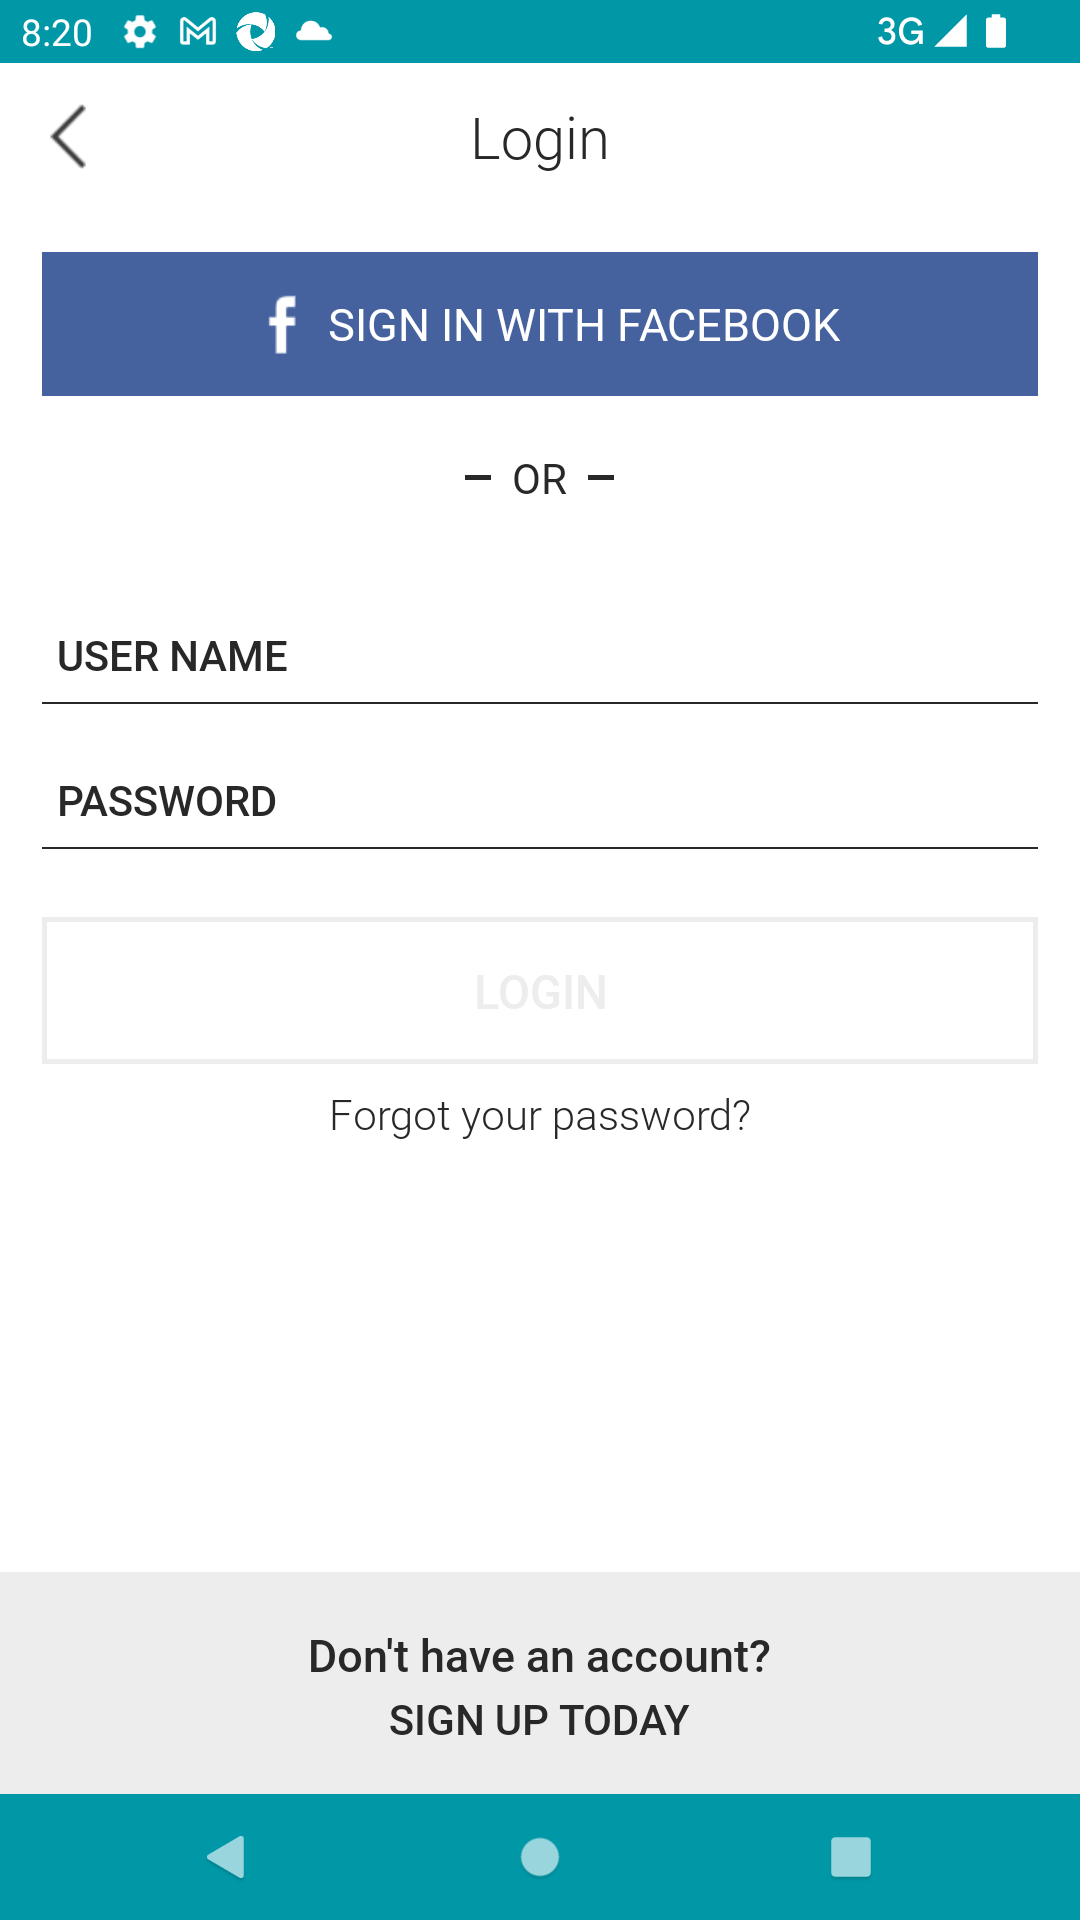 8:20
3G
Login
f SIGN IN WITH FACEBOOK
– OR –
USER NAME
PASSWORD
LOGIN
Forgot your password?
Don't have an account?
SIGN UP TODAY